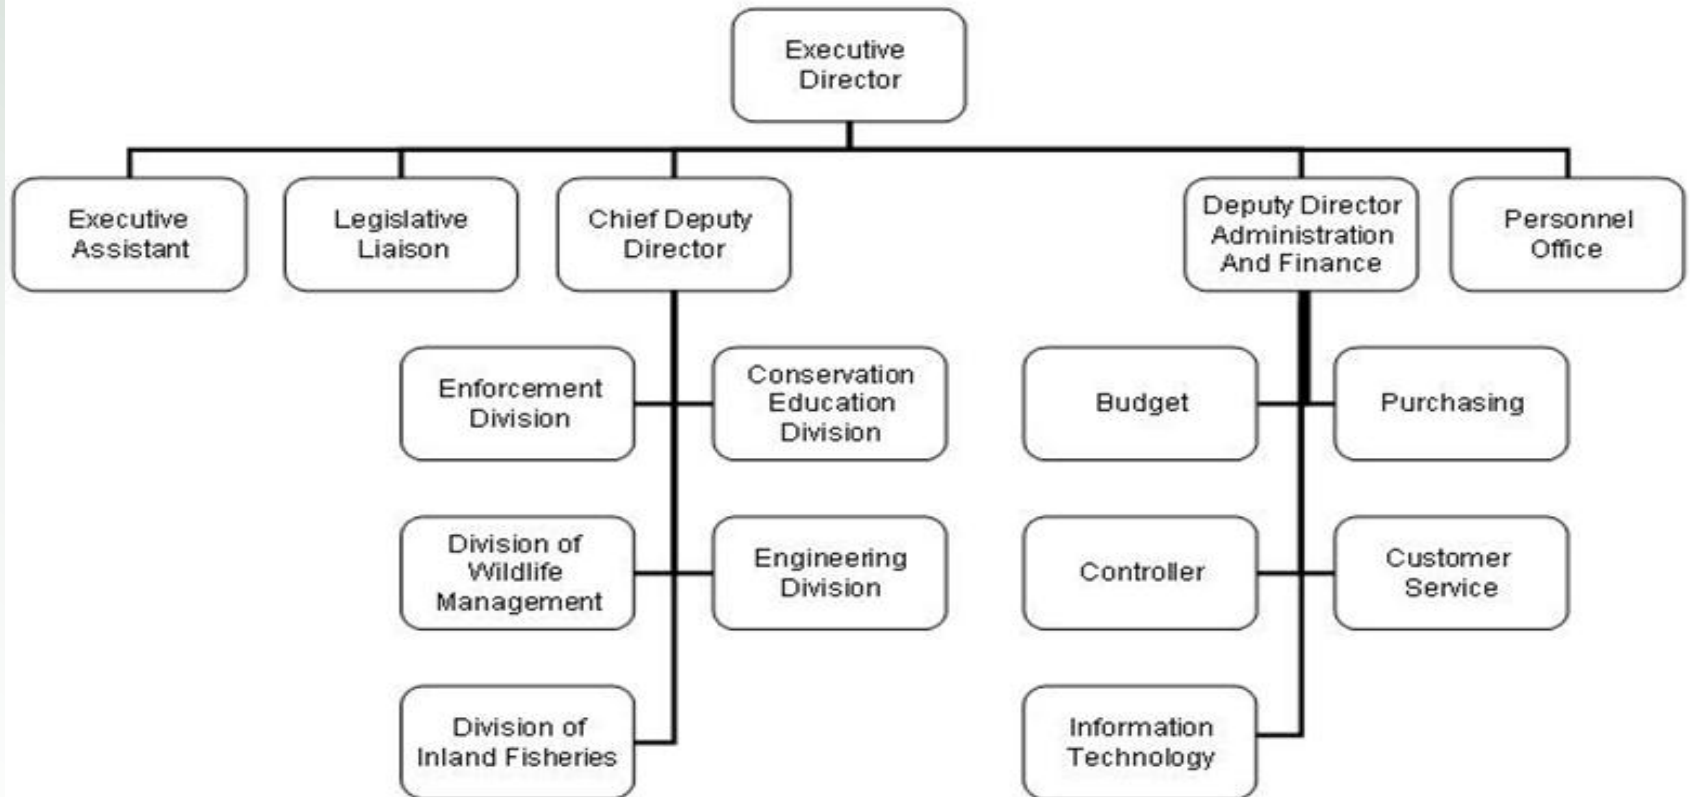 Executive
Director
Executive
Assistant
Legislative
Liaison
Chief Deputy
Director
Deputy Director
Administration
And Finance
Personnel
Office
Enforcement
Division
Conservation
Education
Division
Budget
Purchasing
Division of
Wildlife
Management
Engineering
Division
Controller
Customer
Service
Division of
Inland Fisheries
Information
Technology